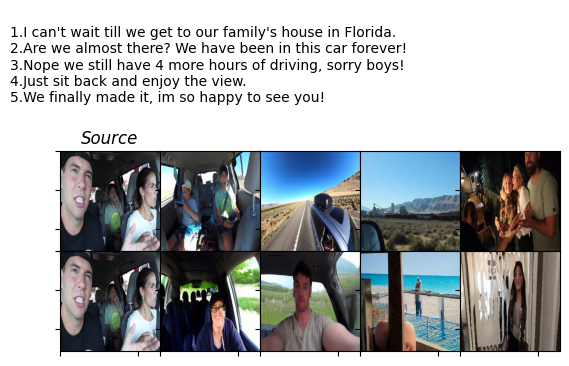 1.I can't wait till we get to our family's house in Florida.
2.Are we almost there? We have been in this car forever!
3.Nope we still have 4 more hours of driving, sorry boys!
4.Just sit back and enjoy the view.
5.We finally made it, im so happy to see you!
Source